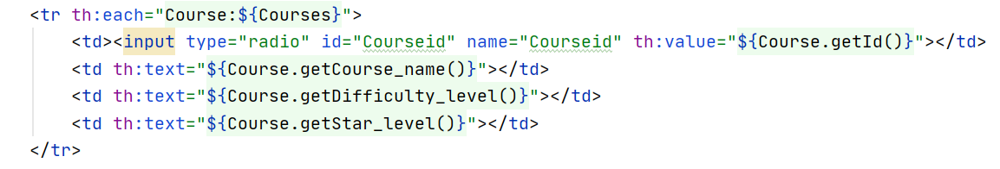 <tr th:each="Course:${Courses}">
<td><input type="radio" id="Courseid" name="Courseid" th:value="${Course.getId()}"></td>
<td th:text="${Course.getCourse_name()}"></td>
<td th:text="${Course.getDifficulty_level()}"></td>
<td th:text="${Course.getStar_level()}"></td>
</tr>